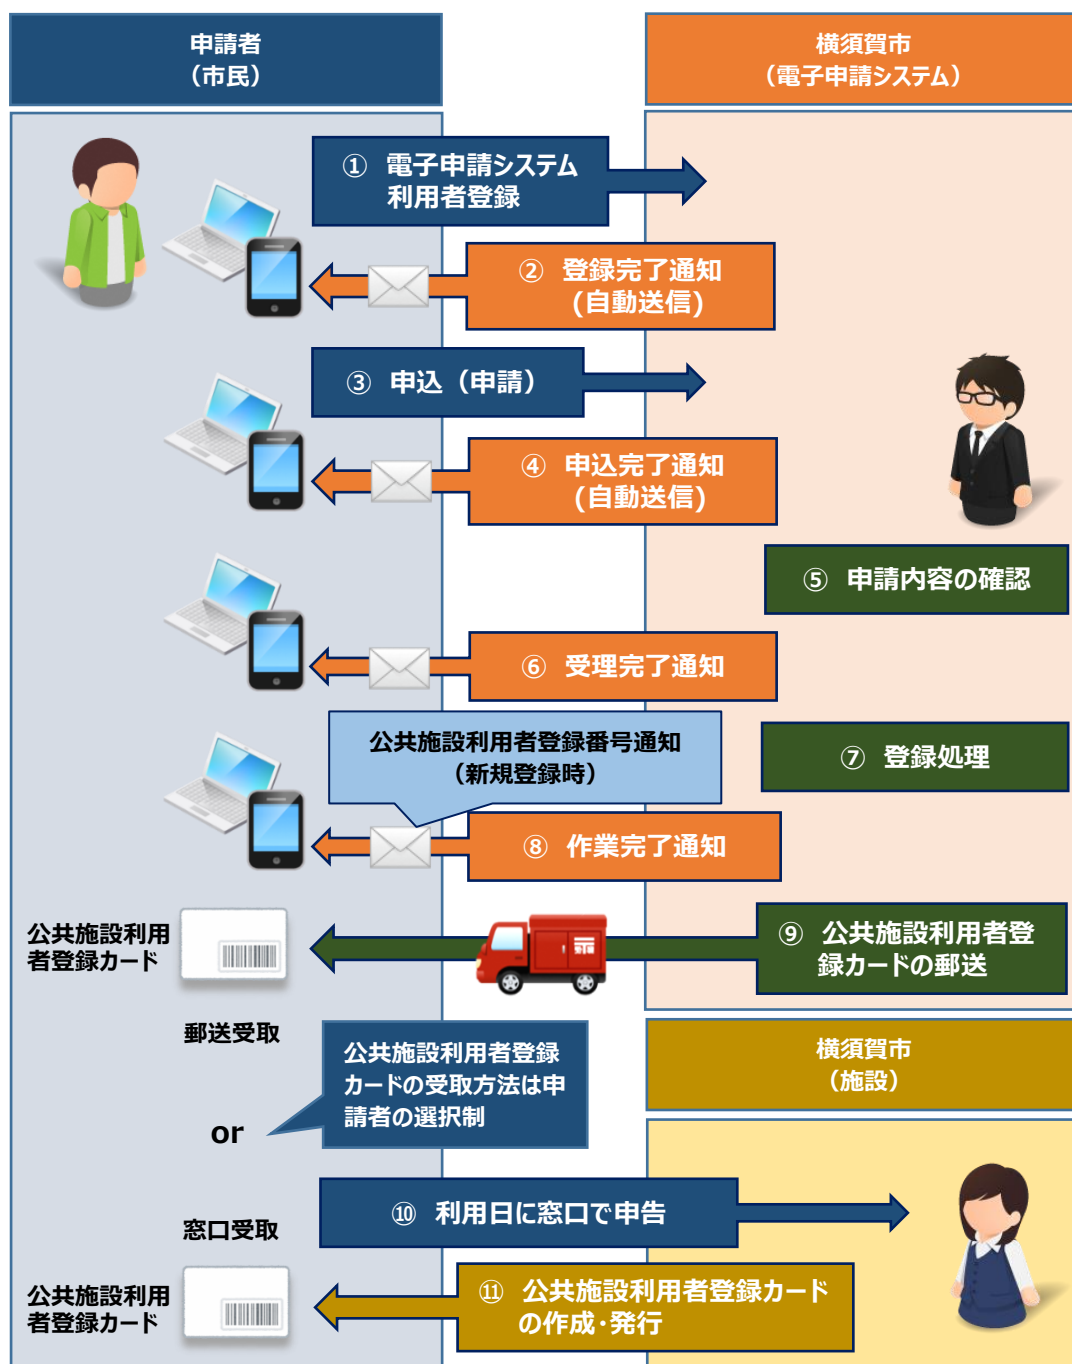 申請者
（市民）
横須賀市
（電子申請システム）
① 電子申請システム
利用者登録
② 登録完了通知
(自動送信)
③ 申込（申請）
④ 申込完了通知
(自動送信)
⑤ 申請内容の確認
⑥ 受理完了通知
公共施設利用者登録番号通知
（新規登録時）
⑦ 登録処理
⑧ 作業完了通知
公共施設利用
者登録カード
⑨ 公共施設利用者登
録カードの郵送
郵送受取
公共施設利用者登録
カードの受取方法は申
請者の選択制
横須賀市
（施設）
or
⑩ 利用日に窓口で申告
窓口受取
公共施設利用
者登録カード
⑪ 公共施設利用者登録カード
の作成・発行